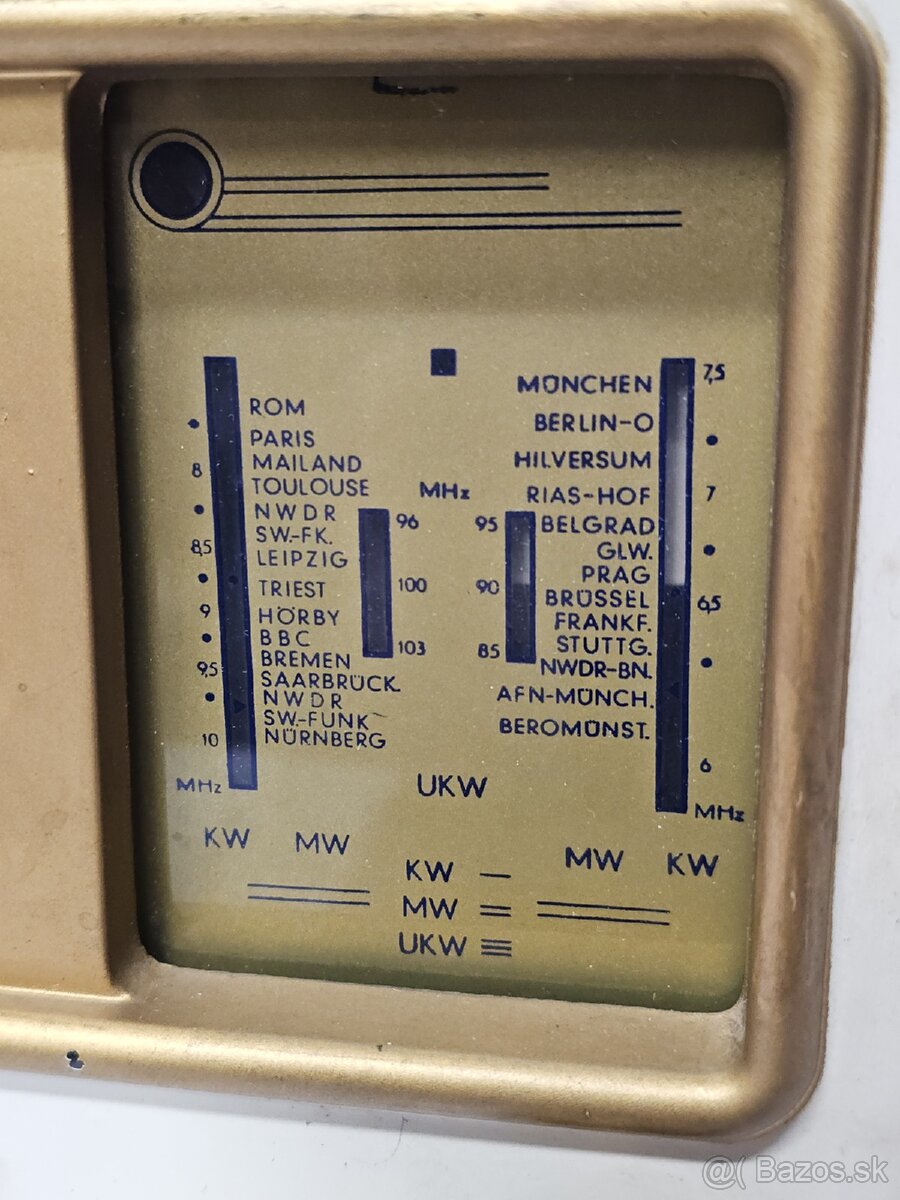 ROM
PARIS
MAILAND
TOULOUSE
NWDR
SW.-FK.
LEIPZIG
TRIEST
HÖRBY
BBC
BREMEN
SAARBRÜCK.
NWDR
SW.-FUNK
NÜRNBERG
8
8,5
9
9,5
10
MHz
KW
MW
MHz
96
100
103
95
90
85
UKW
MÜNCHEN
BERLIN-O
HILVERSUM
RIAS-HOF
BELGRAD
GLW.
PRAG
BRÜSSEL
FRANKF.
STUTTG.
NWDR-BN.
AFN-MÜNCH.
BEROMÜNST.
7,5
7
6,5
6
MHz
MW
KW
KW
MW
UKW
@( Bazos.sk